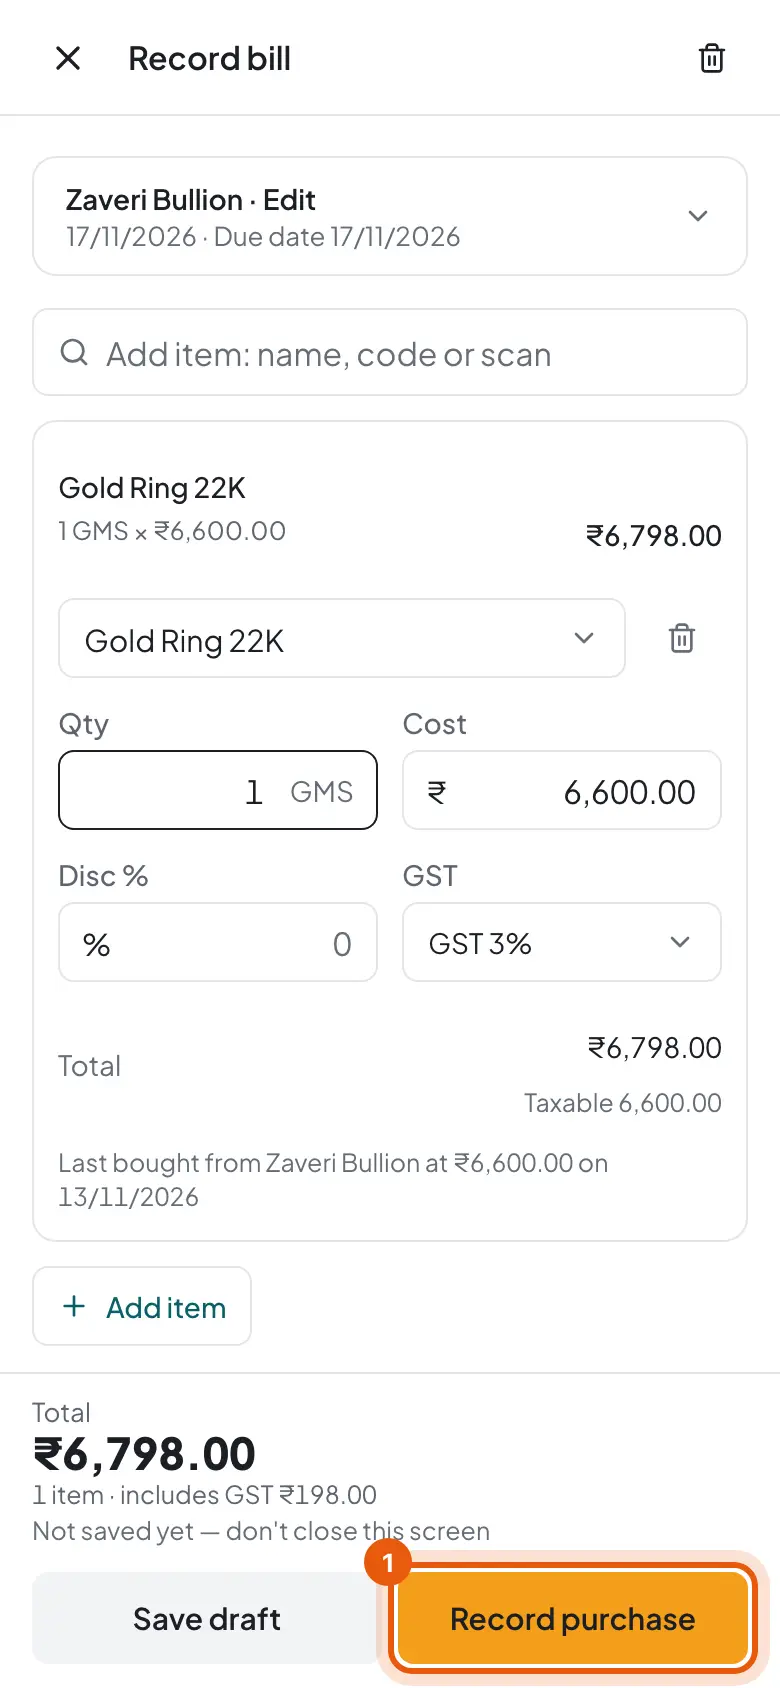 Record bill
Zaveri Bullion · Edit
17/11/2026 · Due date 17/11/2026
Add item: name, code or scan
Gold Ring 22K
1 GMS × ₹6,600.00
₹6,798.00
Gold Ring 22K
Qty
Cost
1 GMS
₹ 6,600.00
Disc %
GST
% 0
GST 3%
₹6,798.00
Total
Taxable 6,600.00
Last bought from Zaveri Bullion at ₹6,600.00 on
13/11/2026
+ Add item
Total
₹6,798.00
1 item · includes GST ₹198.00
Not saved yet — don't close this screen
1
Save draft
Record purchase